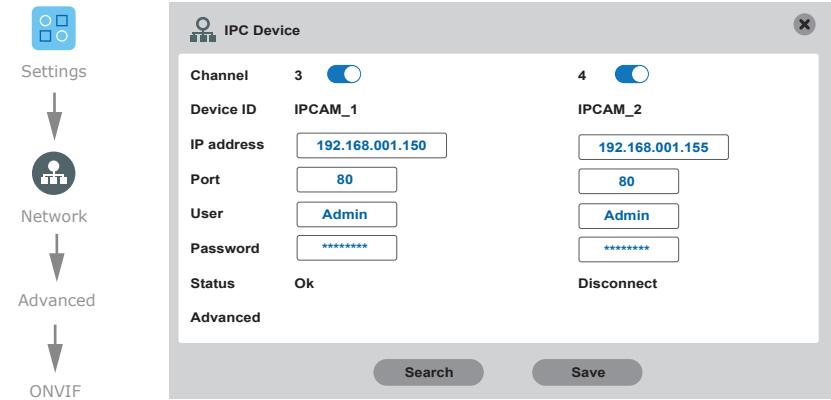 Settings
Network
Advanced
ONVIF
IPC Device
Channel 3 4
Device ID IPCAM_1 IPCAM_2
IP address 192.168.001.150 192.168.001.155
Port 80 80
User Admin Admin
Password ******** ********
Status Ok Disconnect
Advanced
Search Save